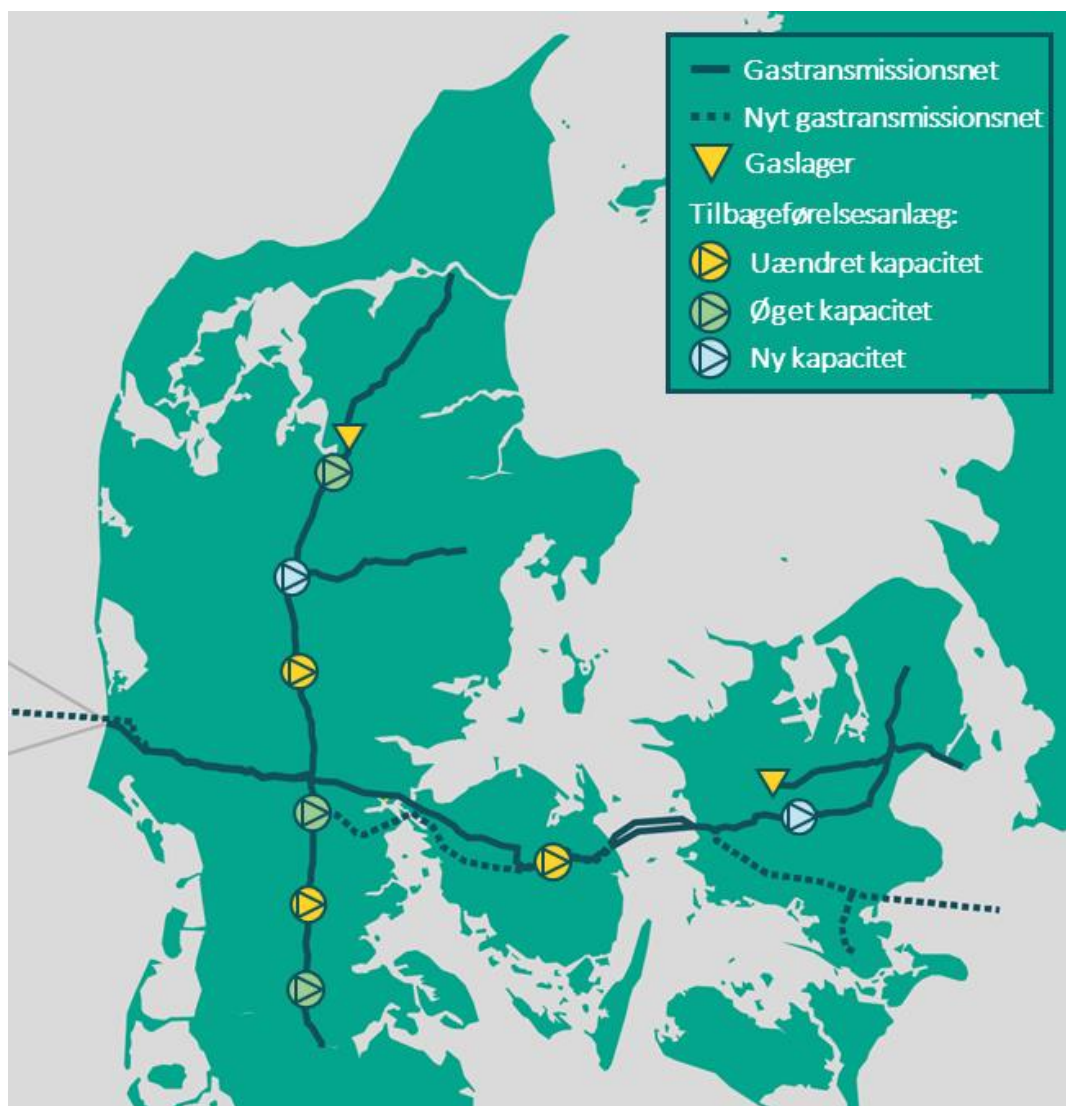 Gastransmissionsnet
Nyt gastransmissionsnet
Gaslager
Tilbageførelsesanlæg:
Uændret kapacitet
Øget kapacitet
Ny kapacitet